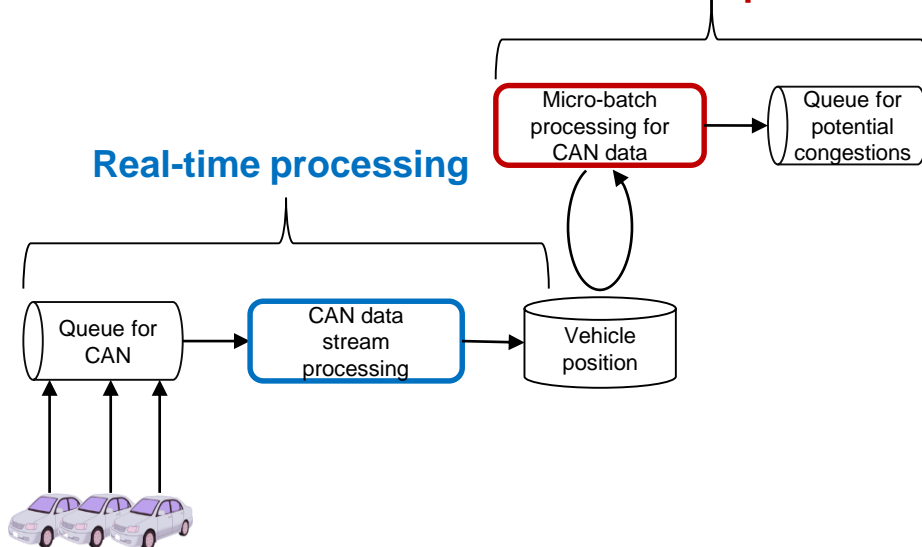 Micro-batch
processing for
CAN data
Queue for
potential
congestions
Real-time processing
Queue for
CAN
CAN data
stream
processing
Vehicle
position